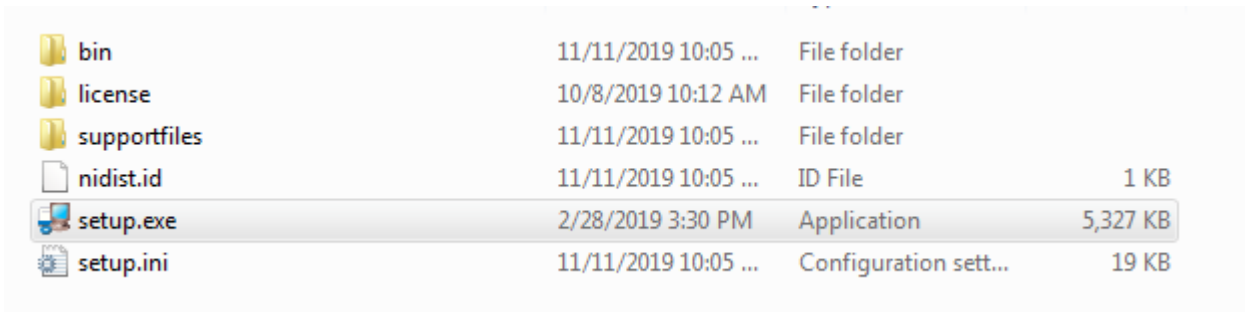 bin 11/11/2019 10:05 ... File folder
license 10/8/2019 10:12 AM File folder
supportfiles 11/11/2019 10:05 ... File folder
nidist.id 11/11/2019 10:05 ... ID File 1 KB
setup.exe 2/28/2019 3:30 PM Application 5,327 KB
setup.ini 11/11/2019 10:05 ... Configuration sett... 19 KB